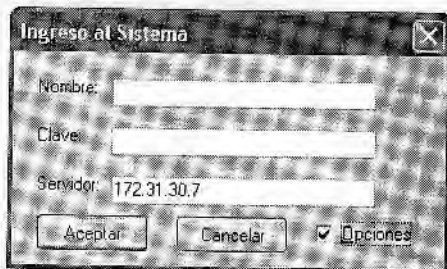 Ingreso al Sistema
Nombre:
Clave:
Servidor: 172.31.30.7
Aceptar Cancelar Opciones